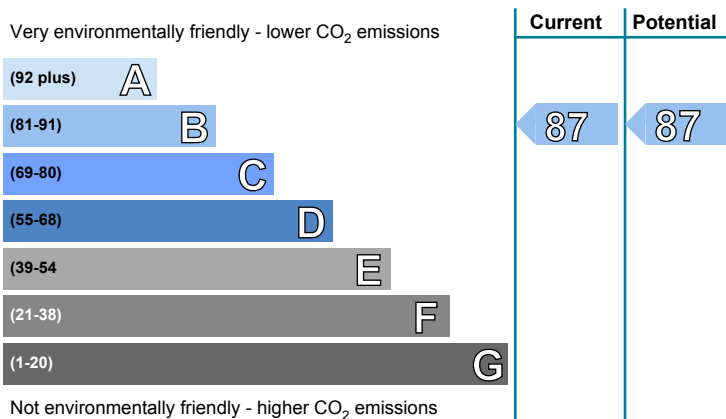 Current Potential
Very environmentally friendly - lower CO2 emissions
(92 plus) A
(81-91) B 87 87
(69-80) C
(55-68) D
(39-54 E
(21-38) F
(1-20) G
Not environmentally friendly - higher CO2 emissions